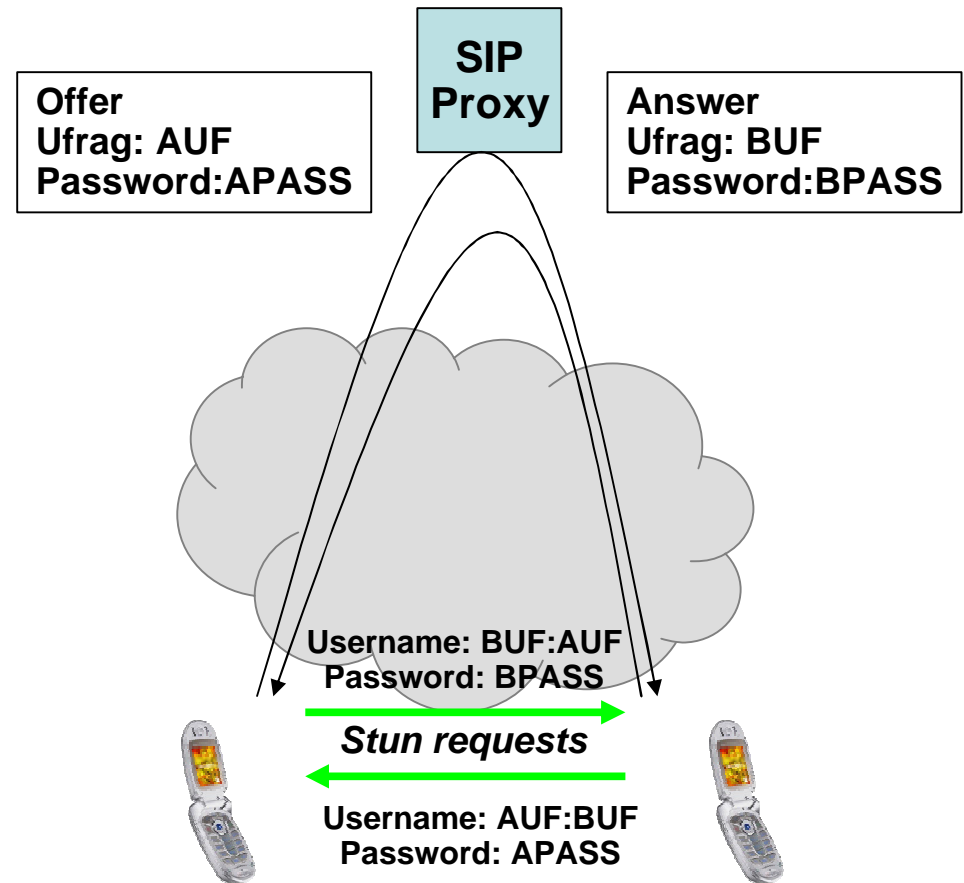 SIP
Proxy
Offer
Ufrag: AUF
Password:APASS
Answer
Ufrag: BUF
Password:BPASS
Username: BUF:AUF
Password: BPASS
Stun requests
Username: AUF:BUF
Password: APASS